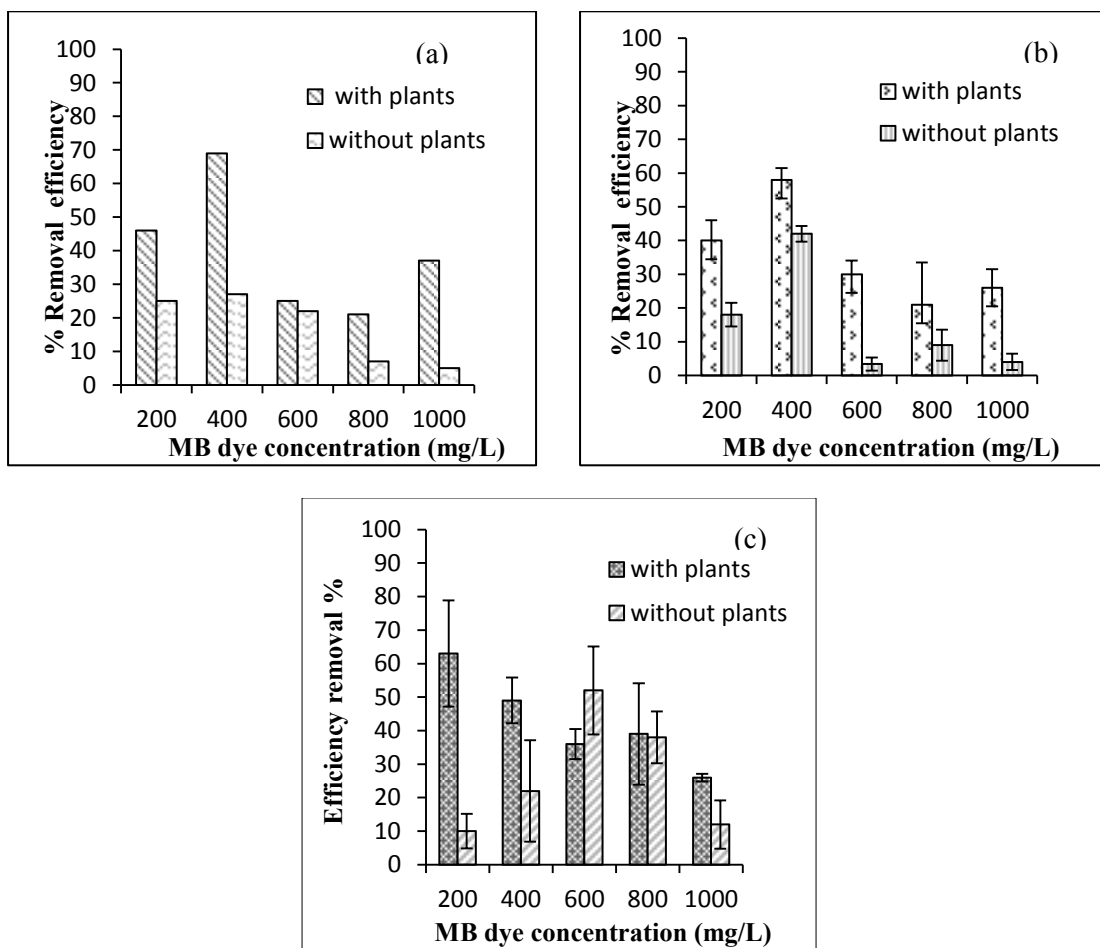 (a)
% Removal efficiency
100
90
80
70
60
50
40
30
20
10
0
with plants
without plants
200 400 600 800 1000
MB dye concentration (mg/L)
(b)
% Removal efficiency
100
90
80
70
60
50
40
30
20
10
0
with plants
without plants
200 400 600 800 1000
MB dye concentration (mg/L)
(c)
Efficiency removal %
100
90
80
70
60
50
40
30
20
10
0
with plants
without plants
200 400 600 800 1000
MB dye concentration (mg/L)